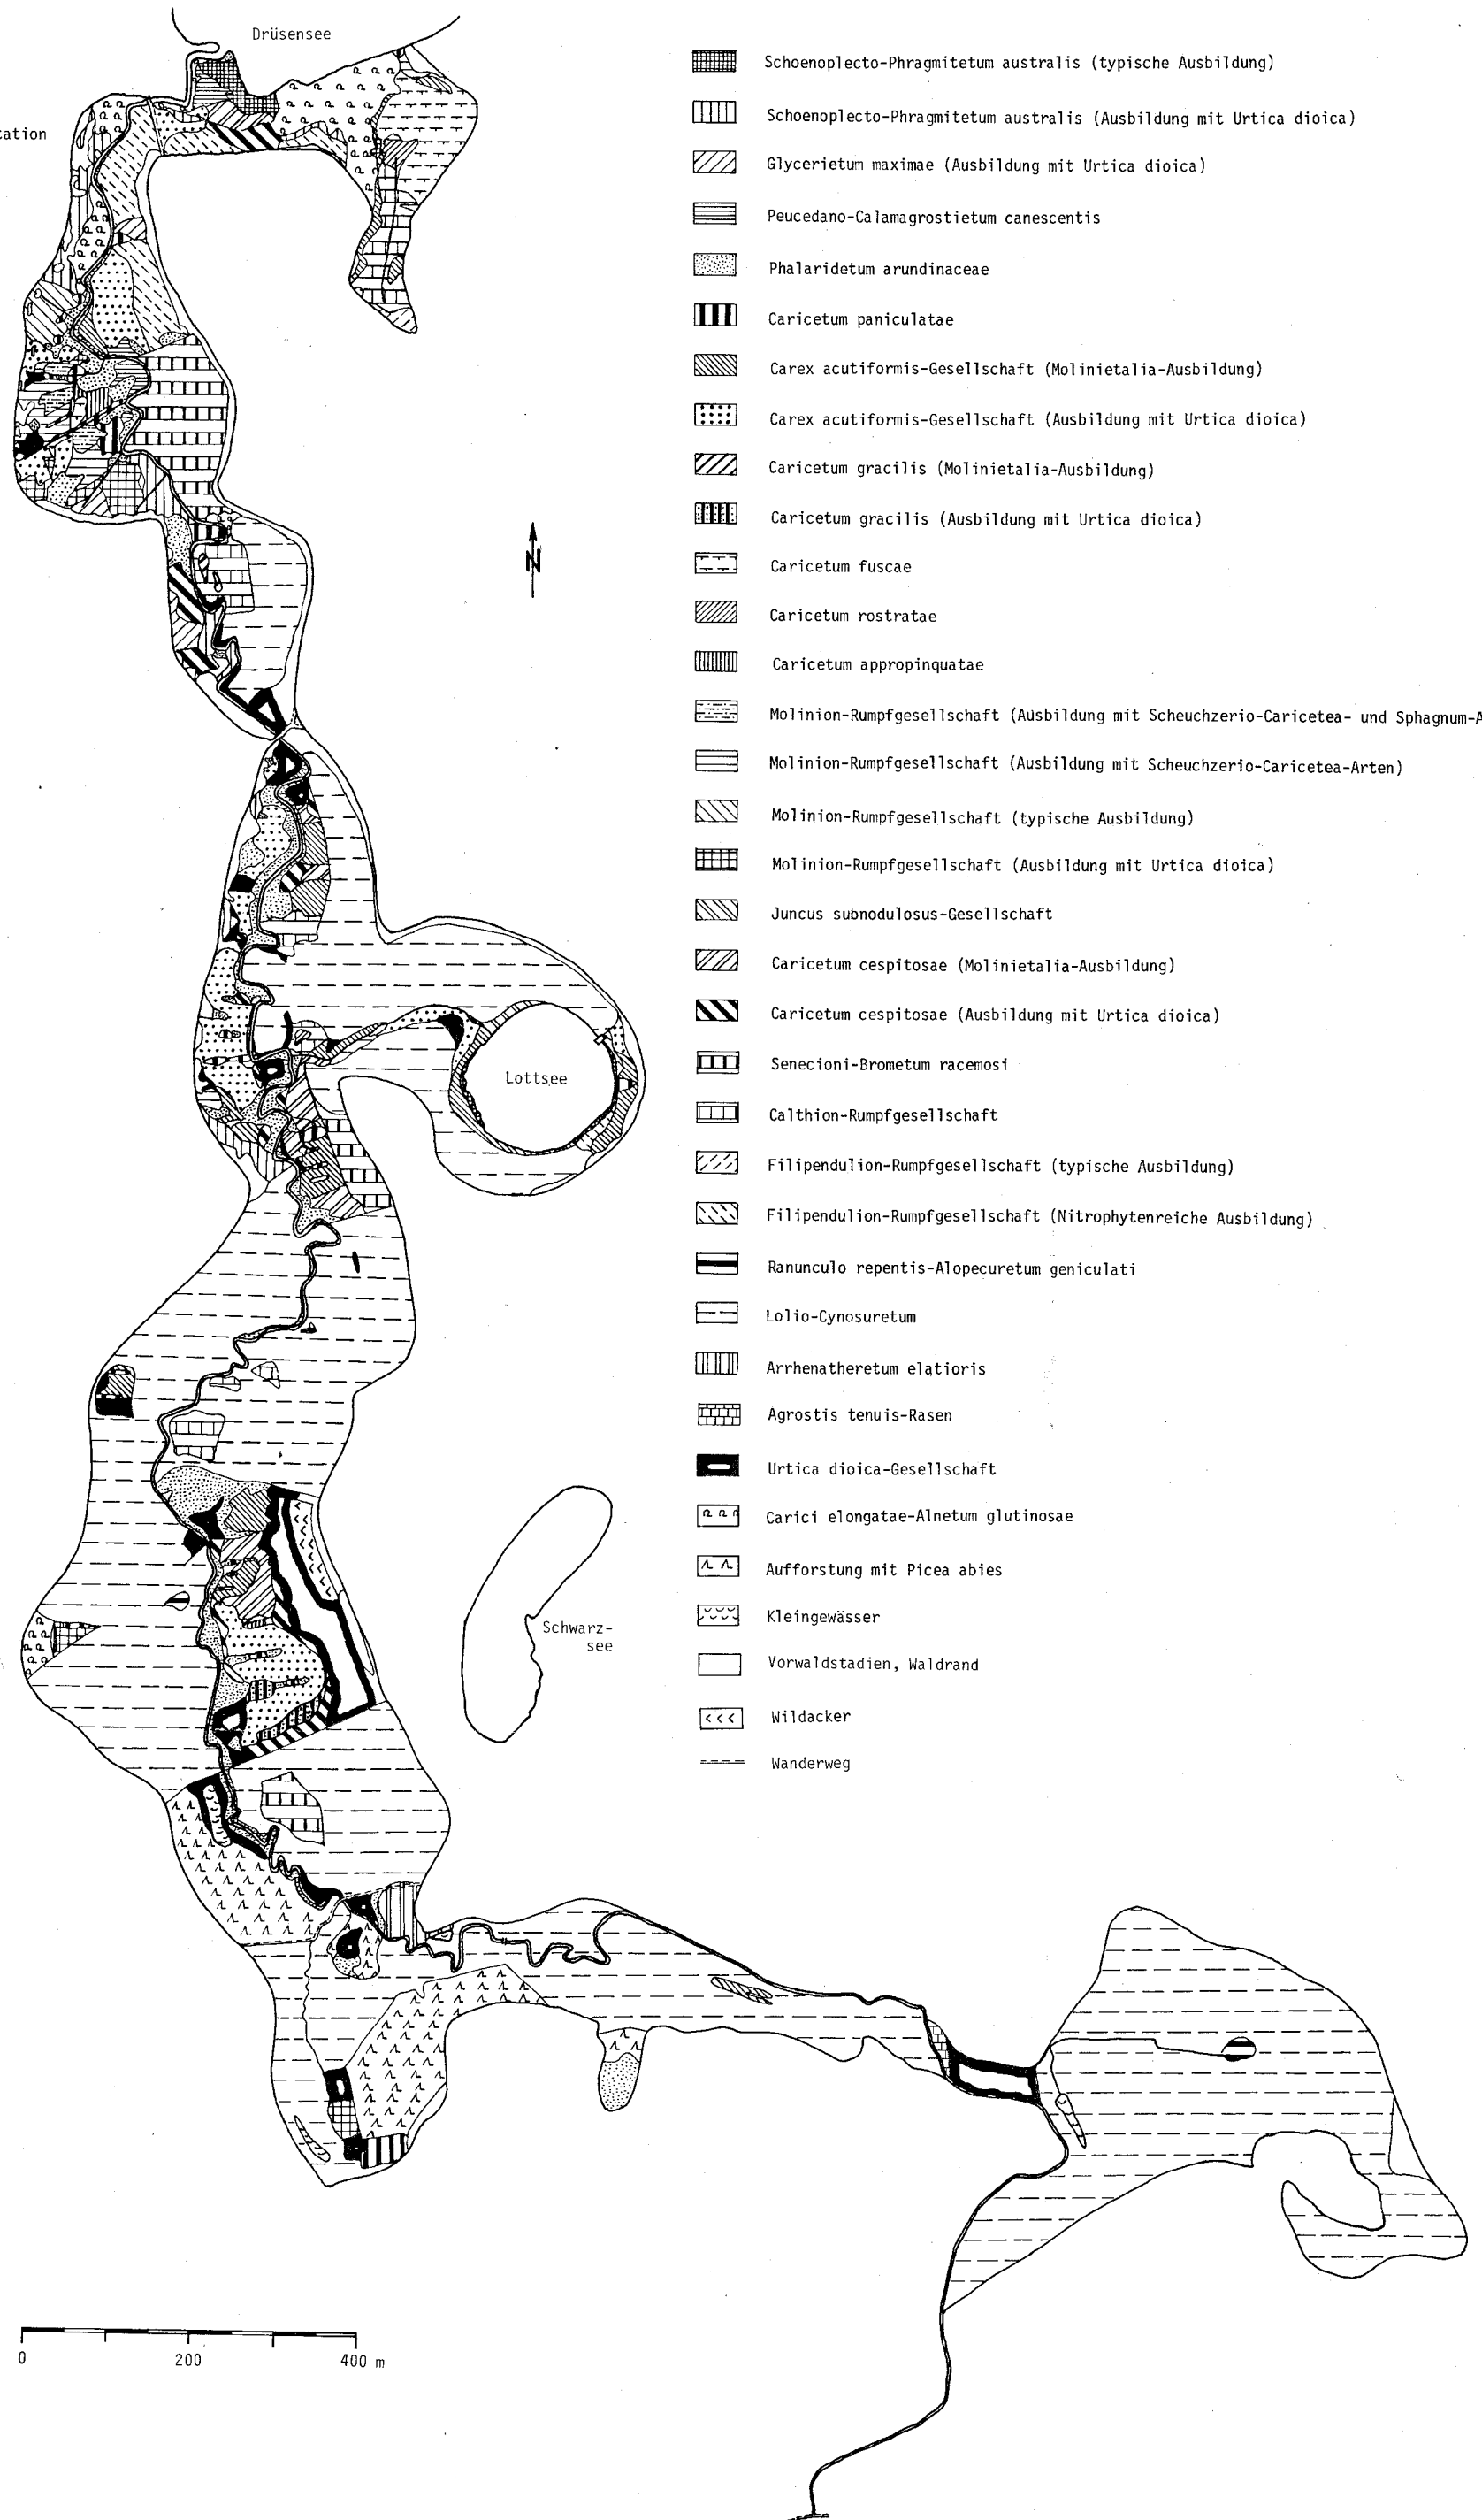 Drüsensee
Schoenoplecto-Phragmitetum australis (typische Ausbildung)
Schoenoplecto-Phragmitetum australis (Ausbildung mit Urtica dioica)
tation
Glycerietum maximae (Ausbildung mit Urtica dioica)
Peucedano-Calamagrostietum canescentis
Phalaridetum arundinaceae
Caricetum paniculatae
Carex acutiformis-Gesellschaft (Molinietalia-Ausbildung)
Carex acutiformis-Gesellschaft (Ausbildung mit Urtica dioica)
Caricetum gracilis (Molinietalia-Ausbildung)
Caricetum gracilis (Ausbildung mit Urtica dioica)
N
Caricetum fuscae
Caricetum rostratae
Caricetum appropinquatae
Molinion-Rumpfgesellschaft (Ausbildung mit Scheuchzerio-Caricetea- und Sphagnum-A
Molinion-Rumpfgesellschaft (Ausbildung mit Scheuchzerio-Caricetea-Arten)
Molinion-Rumpfgesellschaft (typische Ausbildung)
Molinion-Rumpfgesellschaft (Ausbildung mit Urtica dioica)
Juncus subnodulosus-Gesellschaft
Caricetum cespitosae (Molinietalia-Ausbildung)
Caricetum cespitosae (Ausbildung mit Urtica dioica)
Senecioni-Brometum racemosi
Lottsee
Calthion-Rumpfgesellschaft
Filipendulion-Rumpfgesellschaft (typische Ausbildung)
Filipendulion-Rumpfgesellschaft (Nitrophytenreiche Ausbildung)
Ranunculo repentis-Alopecuretum geniculati
Lolio-Cynosuretum
Arrhenatheretum elatioris
Agrostis tenuis-Rasen
Urtica dioica-Gesellschaft
Carici elongatae-Alnetum glutinosae
Aufforstung mit Picea abies
Kleingewässer
Schwarz-
see
Vorwaldstadien, Waldrand
Wildacker
Wanderweg
0 200 400 m